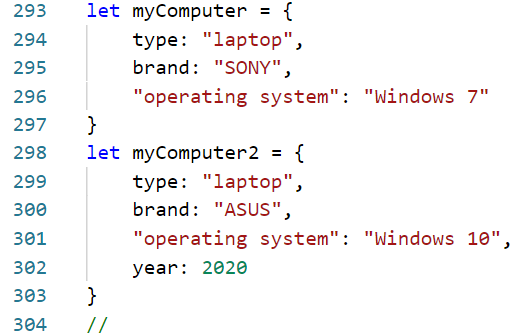 293 let myComputer = {
294     type: "laptop",
295     brand: "SONY",
296     "operating system": "Windows 7"
297 }
298 let myComputer2 = {
299     type: "laptop",
300     brand: "ASUS",
301     "operating system": "Windows 10",
302     year: 2020
303 }
304 //